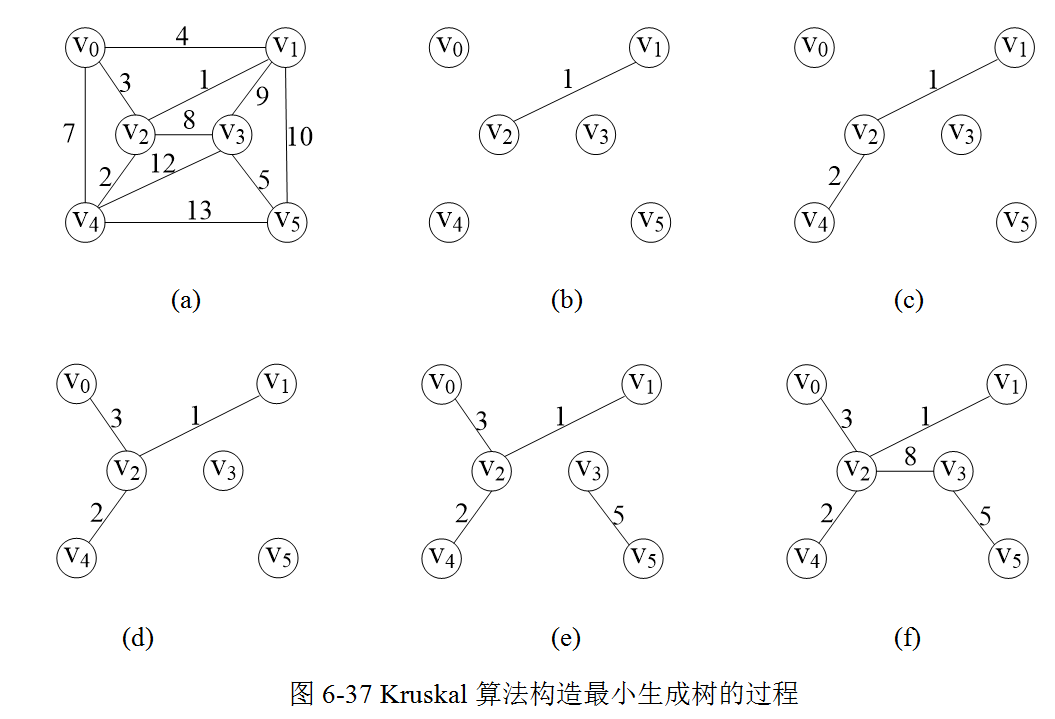 V0 4 V1 V0 V1 V0 V1
3 1 9 1 1
7 V2 8 V3 10 V2 V3 V2 V3
2 12 5 2
V4 13 V5 V4 V5 V4 V5
(a) (b) (c)
V0 V1 V0 V1 V0 V1
3 1 3 1 3 1
V2 V3 V2 V3 V2 8 V3
2 2 5 2 5
V4 V5 V4 V5 V4 V5
(d) (e) (f)
图 6-37 Kruskal 算法构造最小生成树的过程